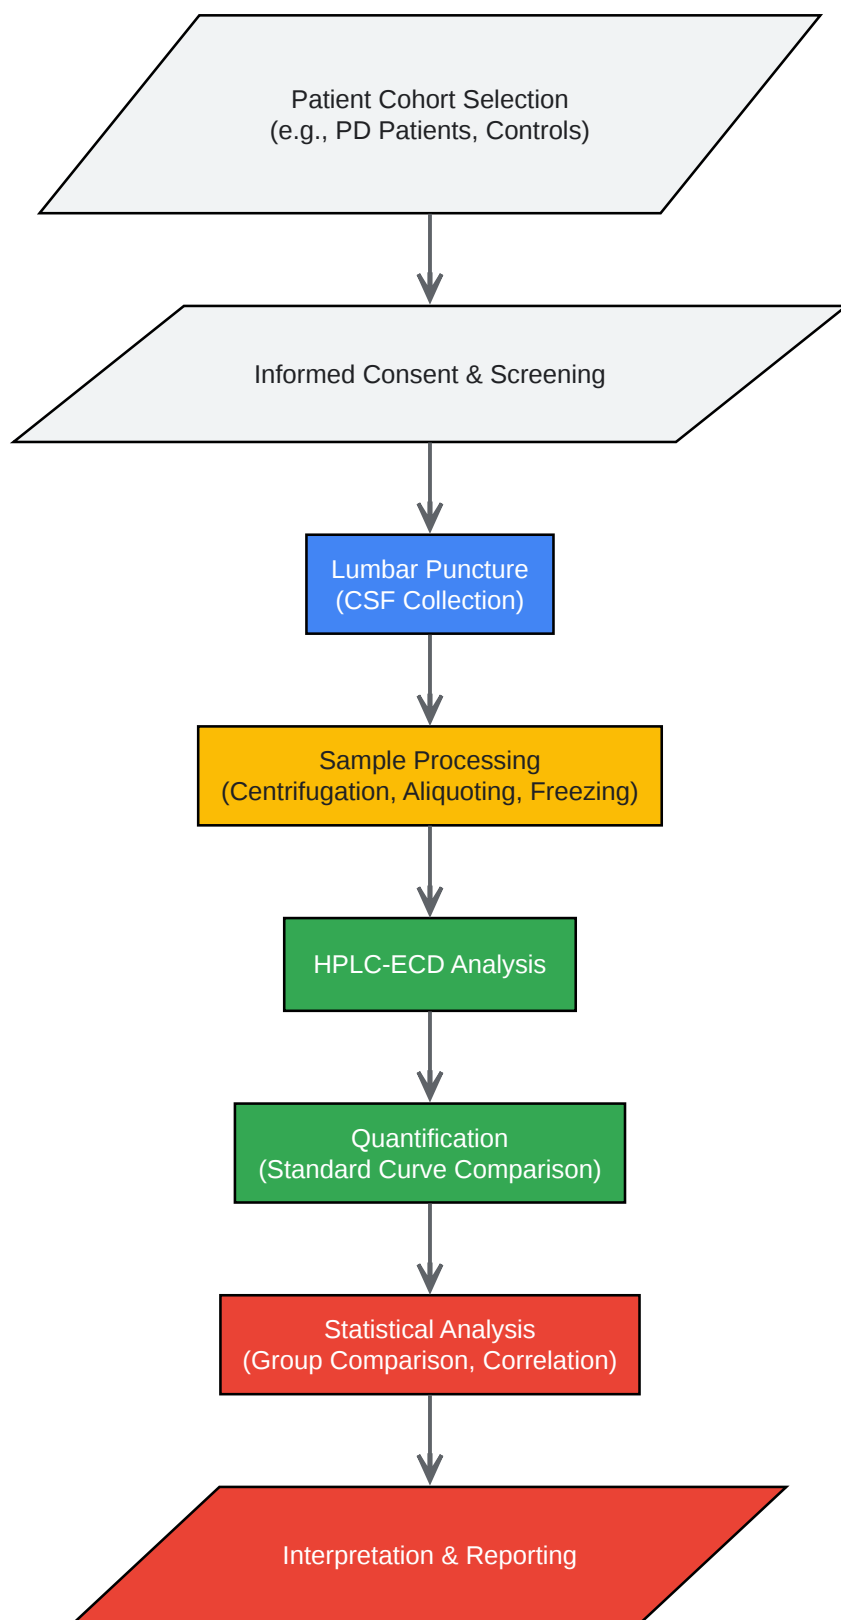 Patient Cohort Selection
(e.g., PD Patients, Controls)
Informed Consent & Screening
Lumbar Puncture
(CSF Collection)
Sample Processing
(Centrifugation, Aliquoting, Freezing)
HPLC-ECD Analysis
Quantification
(Standard Curve Comparison)
Statistical Analysis
(Group Comparison, Correlation)
Interpretation & Reporting